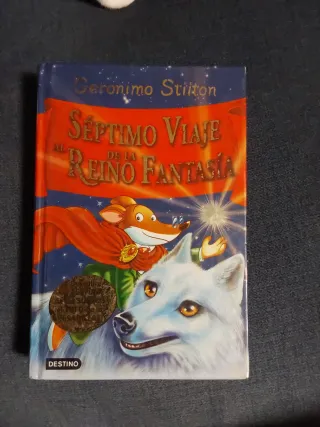 Geronimo Stilton
SÉPTIMO VIAJE
AL REINO DE LA FANTASÍA
DESTINO